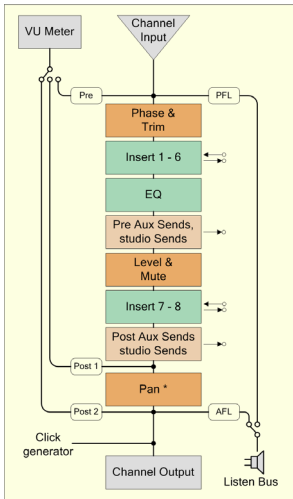 VU Meter
Channel
Input
Pre
PFL
Phase &
Trim
Insert 1 - 6
EQ
Pre Aux Sends,
studio Sends
Level &
Mute
Insert 7 - 8
Post Aux Sends
studio Sends
Post 1
Pan *
Post 2
AFL
Click
generator
Channel Output
Listen Bus